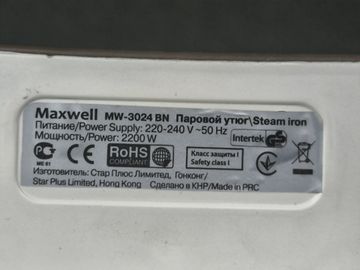 Maxwell MW-3024 BN Паровой утюг\Steam iron
Питание/Power Supply: 220-240 V ~50 Hz
Мощность/Power: 2200 W
Intertek
RoHS
COMPLIANT
Класс защиты I
Safety class I
ME 61
Изготовитель: Стар Плюс Лимитед, Гонконг/
Star Plus Limited, Hong Kong
Сделано в КНР/Made in PRC